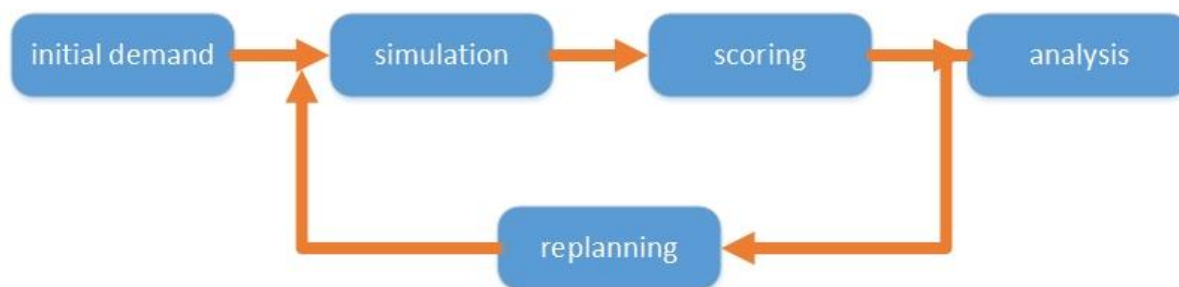 initial demand
simulation
scoring
analysis
replanning